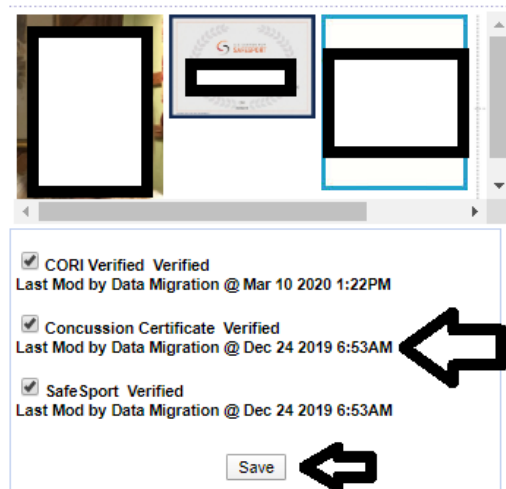 SAFESPORT
CORI Verified Verified
Last Mod by Data Migration @ Mar 10 2020 1:22PM
Concussion Certificate Verified
Last Mod by Data Migration @ Dec 24 2019 6:53AM
SafeSport Verified
Last Mod by Data Migration @ Dec 24 2019 6:53AM
Save